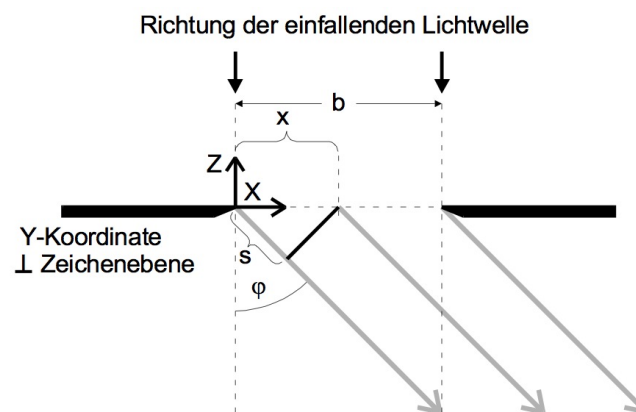 Richtung der einfallenden Lichtwelle
b
x
Z
X
Y-Koordinate
⊥ Zeichenebene
s
φ